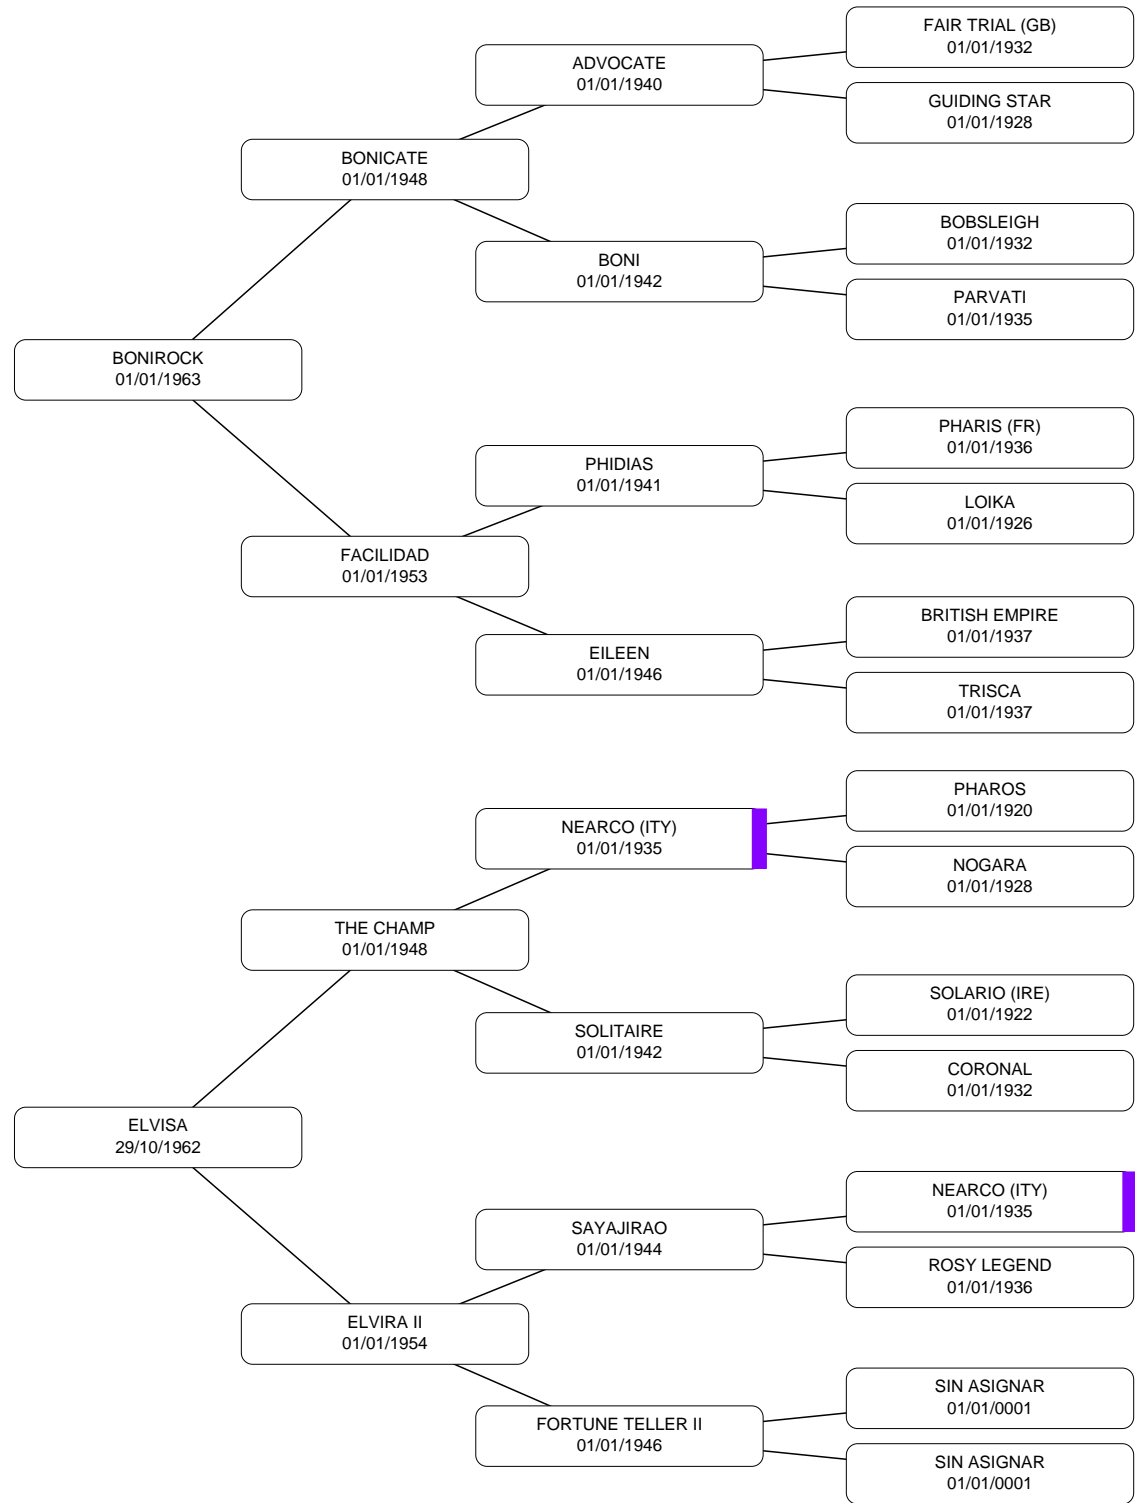 FAIR TRIAL (GB)
01/01/1932
ADVOCATE
01/01/1940
GUIDING STAR
01/01/1928
BONICATE
01/01/1948
BOBSLEIGH
01/01/1932
BONI
01/01/1942
PARVATI
01/01/1935
BONIROCK
01/01/1963
PHARIS (FR)
01/01/1936
PHIDIAS
01/01/1941
LOIKA
01/01/1926
FACILIDAD
01/01/1953
BRITISH EMPIRE
01/01/1937
EILEEN
01/01/1946
TRISCA
01/01/1937
PHAROS
01/01/1920
NEARCO (ITY)
01/01/1935
NOGARA
01/01/1928
THE CHAMP
01/01/1948
SOLARIO (IRE)
01/01/1922
SOLITAIRE
01/01/1942
CORONAL
01/01/1932
ELVISA
29/10/1962
NEARCO (ITY)
01/01/1935
SAYAJIRAO
01/01/1944
ROSY LEGEND
01/01/1936
ELVIRA II
01/01/1954
SIN ASIGNAR
01/01/0001
FORTUNE TELLER II
01/01/1946
SIN ASIGNAR
01/01/0001